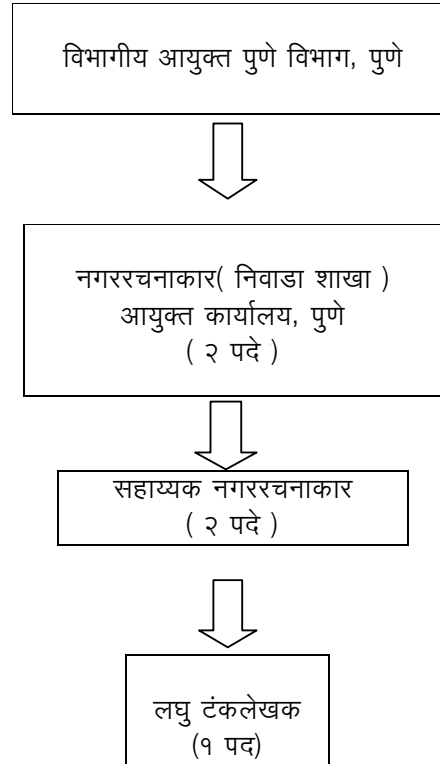 विभागीय आयुक्त पुणे विभाग, पुणे
नगररचनाकार( निवाडा शाखा )
आयुक्त कार्यालय, पुणे
( २ पदे )
सहाय्यक नगररचनाकार
( २ पदे )
लघु टंकलेखक
(१ पद)